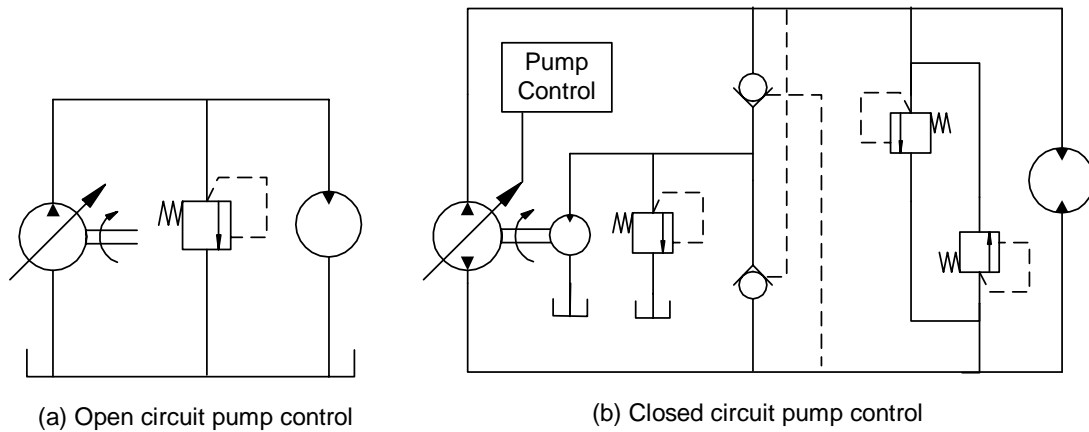 Pump
Control
(a) Open circuit pump control
(b) Closed circuit pump control